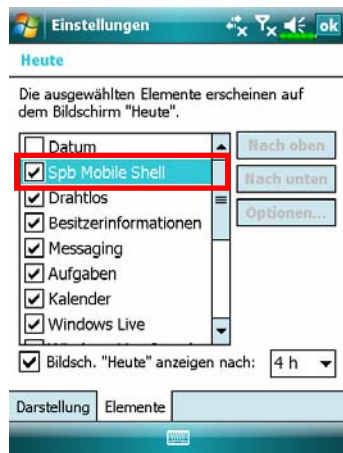 Einstellungen ok
Heute
Die ausgewählten Elemente erscheinen auf
dem Bildschirm "Heute".
Datum
Nach oben
Spb Mobile Shell
Nach unten
Drahtlos
Optionen...
Besitzerinformationen
Messaging
Aufgaben
Kalender
Windows Live
Bildsch. "Heute" anzeigen nach: 4 h
Darstellung Elemente